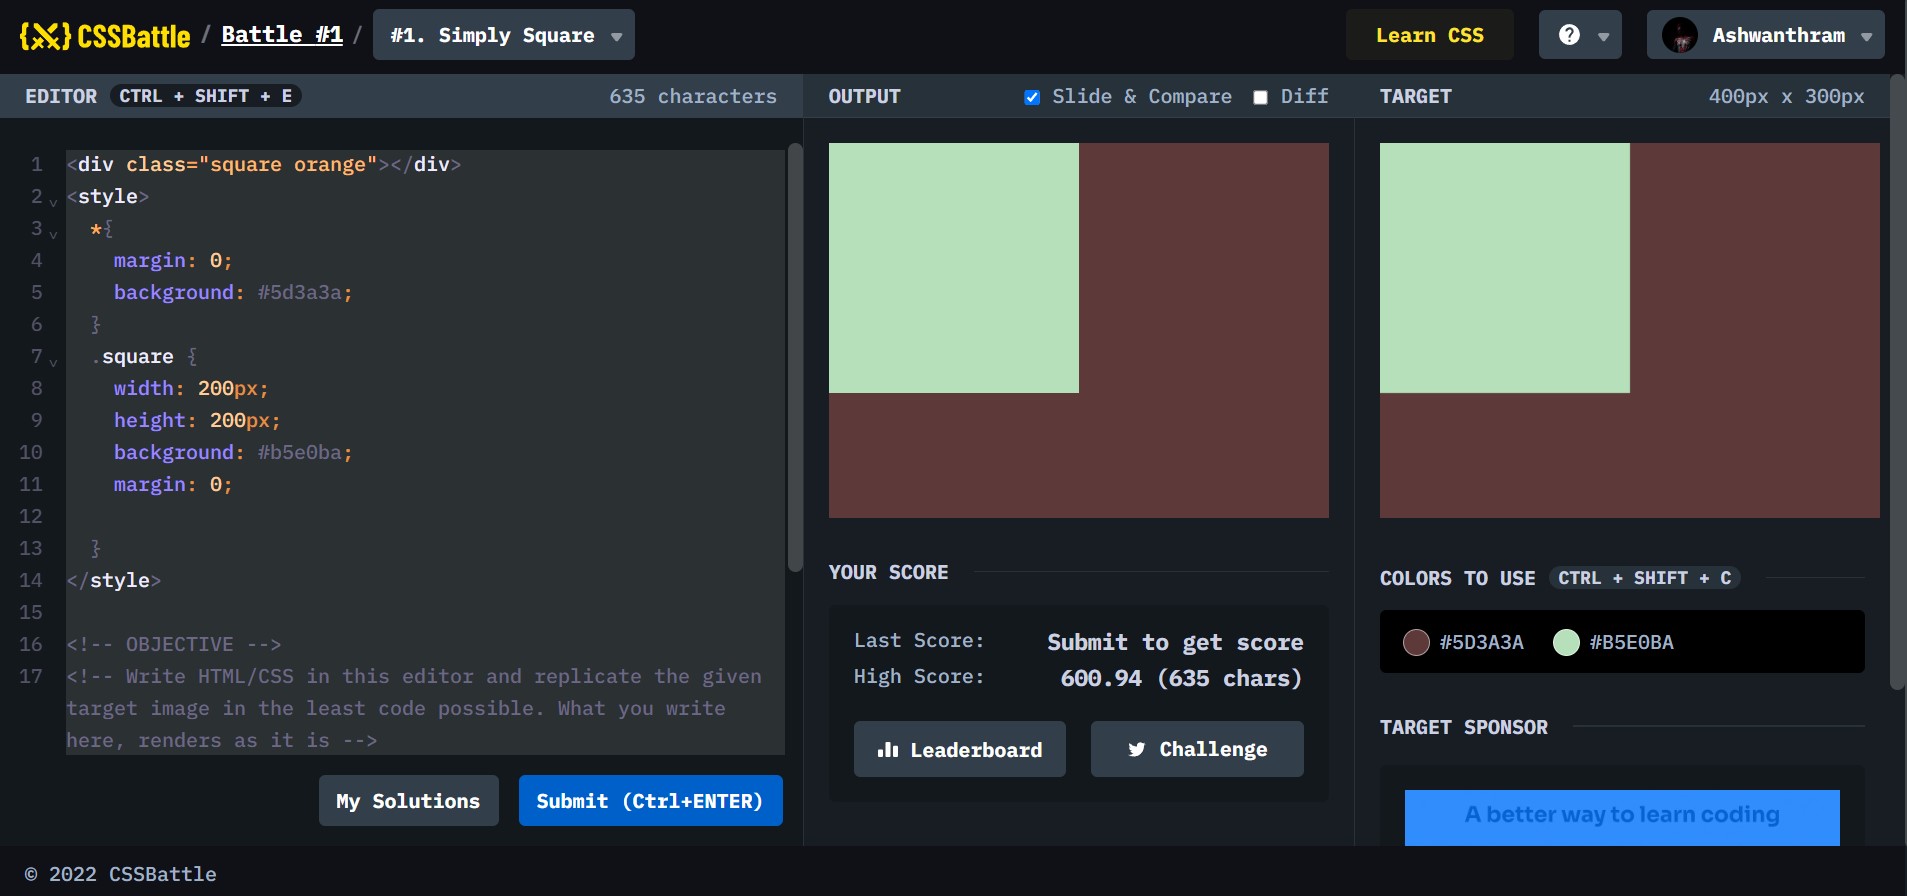 CSSBattle / Battle #1 / #1. Simply Square
Learn CSS
?
Ashwanthram
EDITOR CTRL + SHIFT + E 635 characters
1 <div class="square orange"></div>
2 <style>
3 *{
4 margin: 0;
5 background: #5d3a3a;
6 }
7 .square {
8 width: 200px;
9 height: 200px;
10 background: #b5e0ba;
11 margin: 0;
12
13 }
14 </style>
15
16 <!-- OBJECTIVE -->
17 <!-- Write HTML/CSS in this editor and replicate the given
target image in the least code possible. What you write
here, renders as it is -->
My Solutions
Submit (Ctrl+ENTER)
OUTPUT Slide & Compare Diff
YOUR SCORE
Last Score: Submit to get score
High Score: 600.94 (635 chars)
Leaderboard
Challenge
TARGET 400px x 300px
COLORS TO USE CTRL + SHIFT + C
#5D3A3A #B5E0BA
TARGET SPONSOR
A better way to learn coding
© 2022 CSSBattle